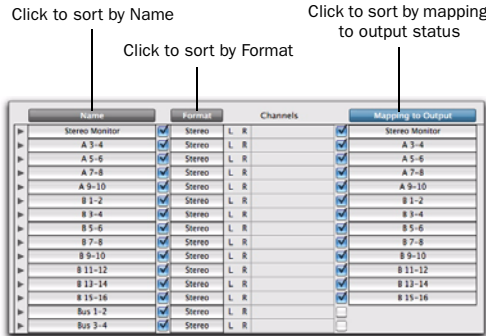 Click to sort by Name
Click to sort by Format
Click to sort by mapping
to output status
Name Format Channels Mapping to Output
Stereo Monitor Stereo L R Stereo Monitor
A 3-4 Stereo L R A 3-4
A 5-6 Stereo L R A 5-6
A 7-8 Stereo L R A 7-8
A 9-10 Stereo L R A 9-10
B 1-2 Stereo L R B 1-2
B 3-4 Stereo L R B 3-4
B 5-6 Stereo L R B 5-6
B 7-8 Stereo L R B 7-8
B 9-10 Stereo L R B 9-10
B 11-12 Stereo L R B 11-12
B 13-14 Stereo L R B 13-14
B 15-16 Stereo L R B 15-16
Bus 1-2 Stereo L R
Bus 3-4 Stereo L R